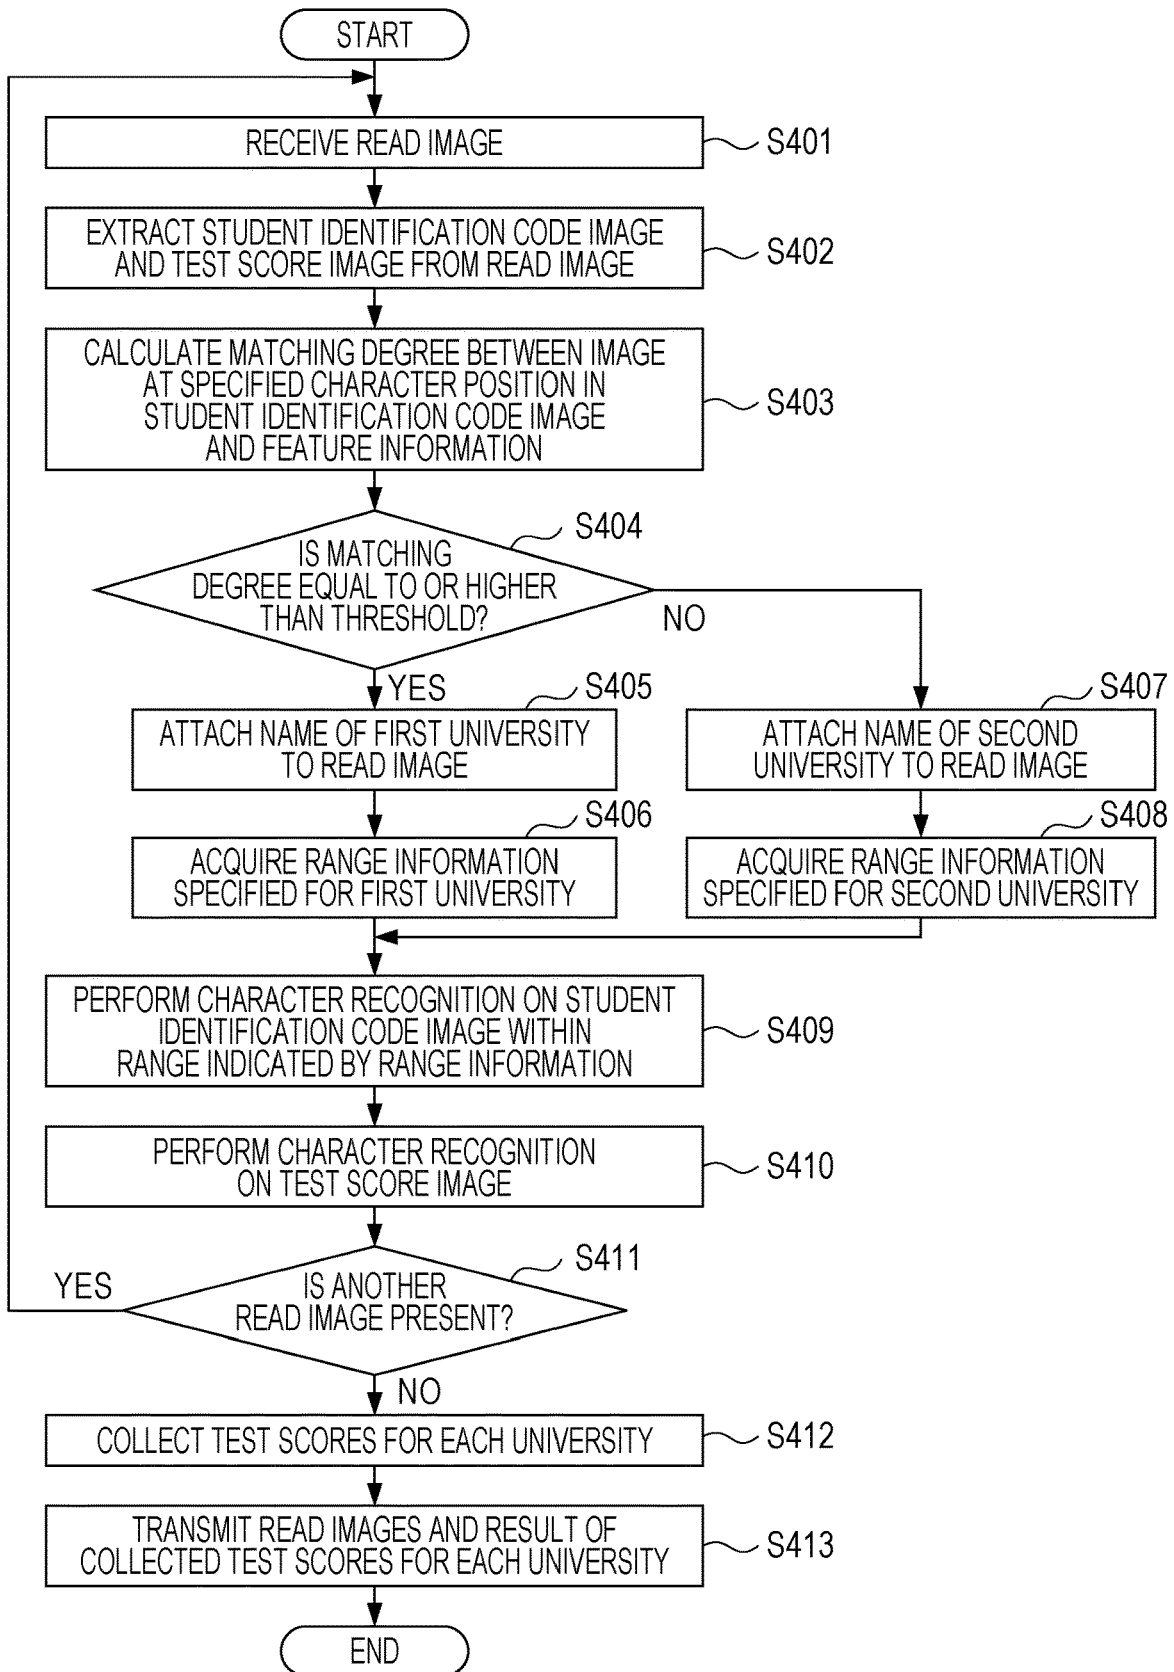 START
RECEIVE READ IMAGE
S401
EXTRACT STUDENT IDENTIFICATION CODE IMAGE
AND TEST SCORE IMAGE FROM READ IMAGE
S402
CALCULATE MATCHING DEGREE BETWEEN IMAGE
AT SPECIFIED CHARACTER POSITION IN
STUDENT IDENTIFICATION CODE IMAGE
AND FEATURE INFORMATION
S403
S404
IS MATCHING
DEGREE EQUAL TO OR HIGHER
THAN THRESHOLD?
NO
YES
S405
ATTACH NAME OF FIRST UNIVERSITY
TO READ IMAGE
S407
ATTACH NAME OF SECOND
UNIVERSITY TO READ IMAGE
S406
ACQUIRE RANGE INFORMATION
SPECIFIED FOR FIRST UNIVERSITY
S408
ACQUIRE RANGE INFORMATION
SPECIFIED FOR SECOND UNIVERSITY
PERFORM CHARACTER RECOGNITION ON STUDENT
IDENTIFICATION CODE IMAGE WITHIN
RANGE INDICATED BY RANGE INFORMATION
S409
PERFORM CHARACTER RECOGNITION
ON TEST SCORE IMAGE
S410
S411
YES
IS ANOTHER
READ IMAGE PRESENT?
NO
COLLECT TEST SCORES FOR EACH UNIVERSITY
S412
TRANSMIT READ IMAGES AND RESULT OF
COLLECTED TEST SCORES FOR EACH UNIVERSITY
S413
END